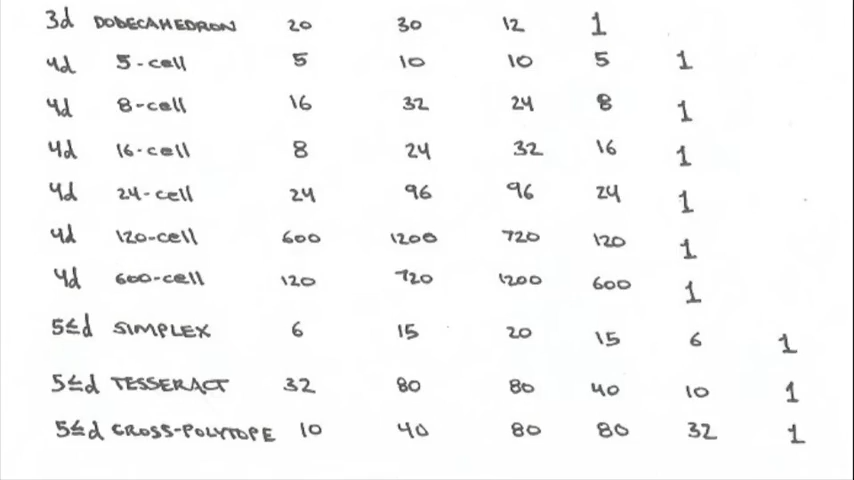 3d DODECAHEDRON 20 30 12 1
4d 5-cell 5 10 10 5 1
4d 8-cell 16 32 24 8 1
4d 16-cell 8 24 32 16 1
4d 24-cell 24 96 96 24 1
4d 120-cell 600 1200 720 120 1
4d 600-cell 120 720 1200 600 1
5≤d SIMPLEX 6 15 20 15 6 1
5≤d TESSERACT 32 80 80 40 10 1
5≤d CROSS-POLYTOPE 10 40 80 80 32 1